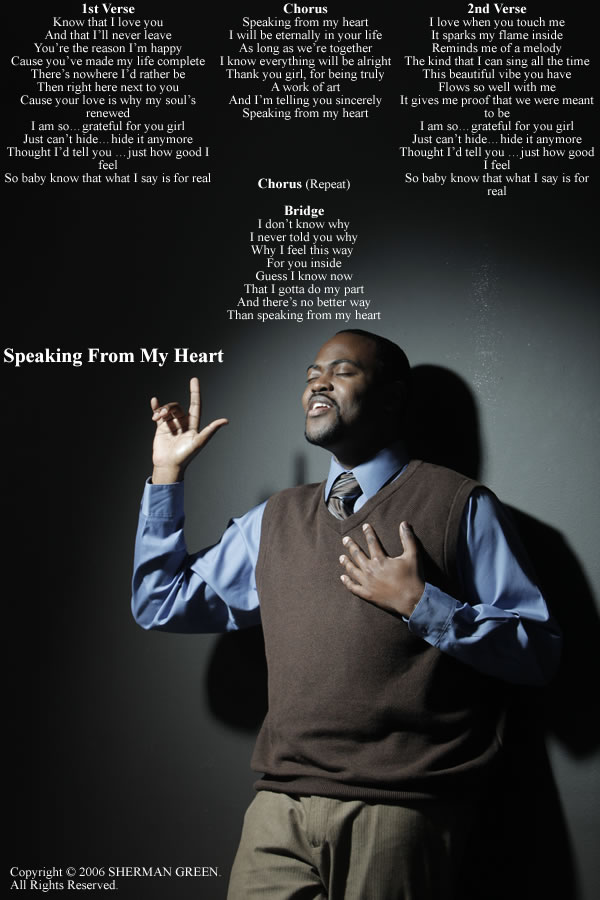 1st Verse
Know that I love you
And that I'll never leave
You're the reason I'm happy
Cause you've made my life complete
There's nowhere I'd rather be
Then right here next to you
Cause your love is why my soul's
renewed
I am so…grateful for you girl
Just can't hide…hide it anymore
Thought I'd tell you …just how good I
feel
So baby know that what I say is for real
Chorus
Speaking from my heart
I will be eternally in your life
As long as we're together
I know everything will be alright
Thank you girl, for being truly
A work of art
And I'm telling you sincerely
Speaking from my heart
2nd Verse
I love when you touch me
It sparks my flame inside
Reminds me of a melody
The kind that I can sing all the time
This beautiful vibe you have
Flows so well with me
It gives me proof that we were meant
to be
I am so…grateful for you girl
Just can't hide…hide it anymore
Thought I'd tell you …just how good
I feel
So baby know that what I say is for
real
Chorus (Repeat)
Bridge
I don't know why
I never told you why
Why I feel this way
For you inside
Guess I know now
That I gotta do my part
And there's no better way
Than speaking from my heart
Speaking From My Heart
Copyright © 2006 SHERMAN GREEN.
All Rights Reserved.